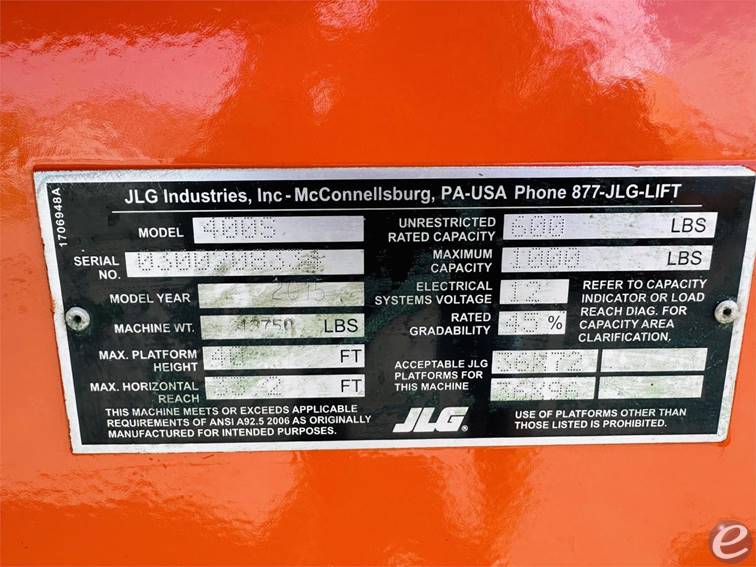 1706948A
JLG Industries, Inc - McConnellsburg, PA-USA Phone 877-JLG-LIFT
MODEL 400S
SERIAL NO.
MODEL YEAR 2015
MACHINE WT. LBS
MAX. PLATFORM HEIGHT FT
MAX. HORIZONTAL REACH FT
THIS MACHINE MEETS OR EXCEEDS APPLICABLE
REQUIREMENTS OF ANSI A92.5 2006 AS ORIGINALLY
MANUFACTURED FOR INTENDED PURPOSES.
UNRESTRICTED RATED CAPACITY 600 LBS
MAXIMUM CAPACITY 1000 LBS
ELECTRICAL SYSTEMS VOLTAGE 12
RATED GRADABILITY 45 %
REFER TO CAPACITY
INDICATOR OR LOAD
REACH DIAG. FOR
CAPACITY AREA
CLARIFICATION.
ACCEPTABLE JLG
PLATFORMS FOR
THIS MACHINE
36X72
36X96
JLG
USE OF PLATFORMS OTHER THAN
THOSE LISTED IS PROHIBITED.
e